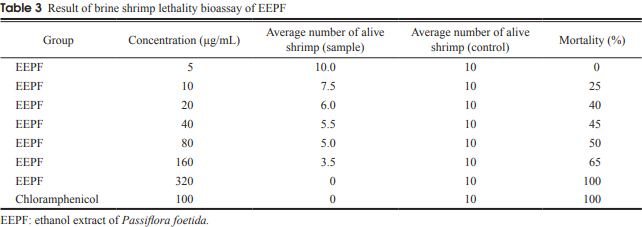 Table 3 Result of brine shrimp lethality bioassay of EEPF
Group Concentration (μg/mL) Average number of alive shrimp (sample) Average number of alive shrimp (control) Mortality (%)
EEPF 5 10.0 10 0
EEPF 10 7.5 10 25
EEPF 20 6.0 10 40
EEPF 40 5.5 10 45
EEPF 80 5.0 10 50
EEPF 160 3.5 10 65
EEPF 320 0 10 100
Chloramphenicol 100 0 10 100
EEPF: ethanol extract of Passiflora foetida.